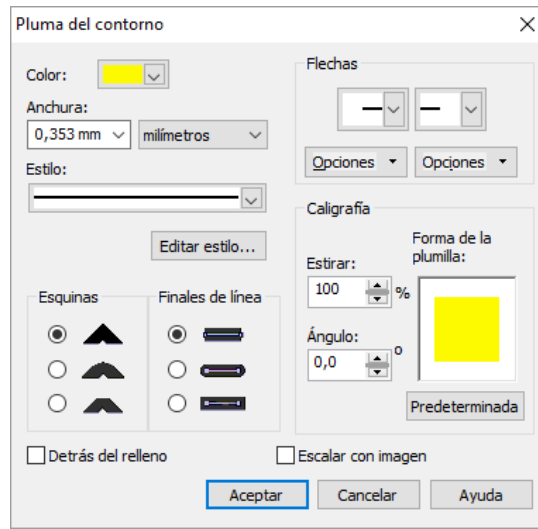 Pluma del contorno
Color:
Anchura:
0,353 mm
milímetros
Estilo:
Editar estilo...
Esquinas
Finales de línea
Flechas
Opciones
Opciones
Caligrafía
Estirar:
100
%
Ángulo:
0,0
o
Forma de la
plumilla:
Predeterminada
Detrás del relleno
Escalar con imagen
Aceptar
Cancelar
Ayuda